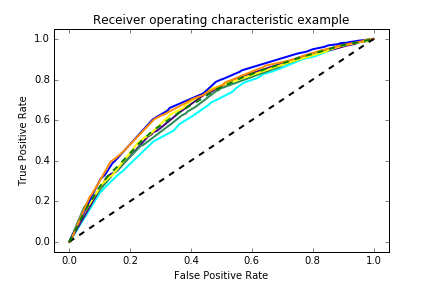 Receiver operating characteristic example
1.0
0.8
0.6
0.4
0.2
0.0
True Positive Rate
0.0 0.2 0.4 0.6 0.8 1.0
False Positive Rate